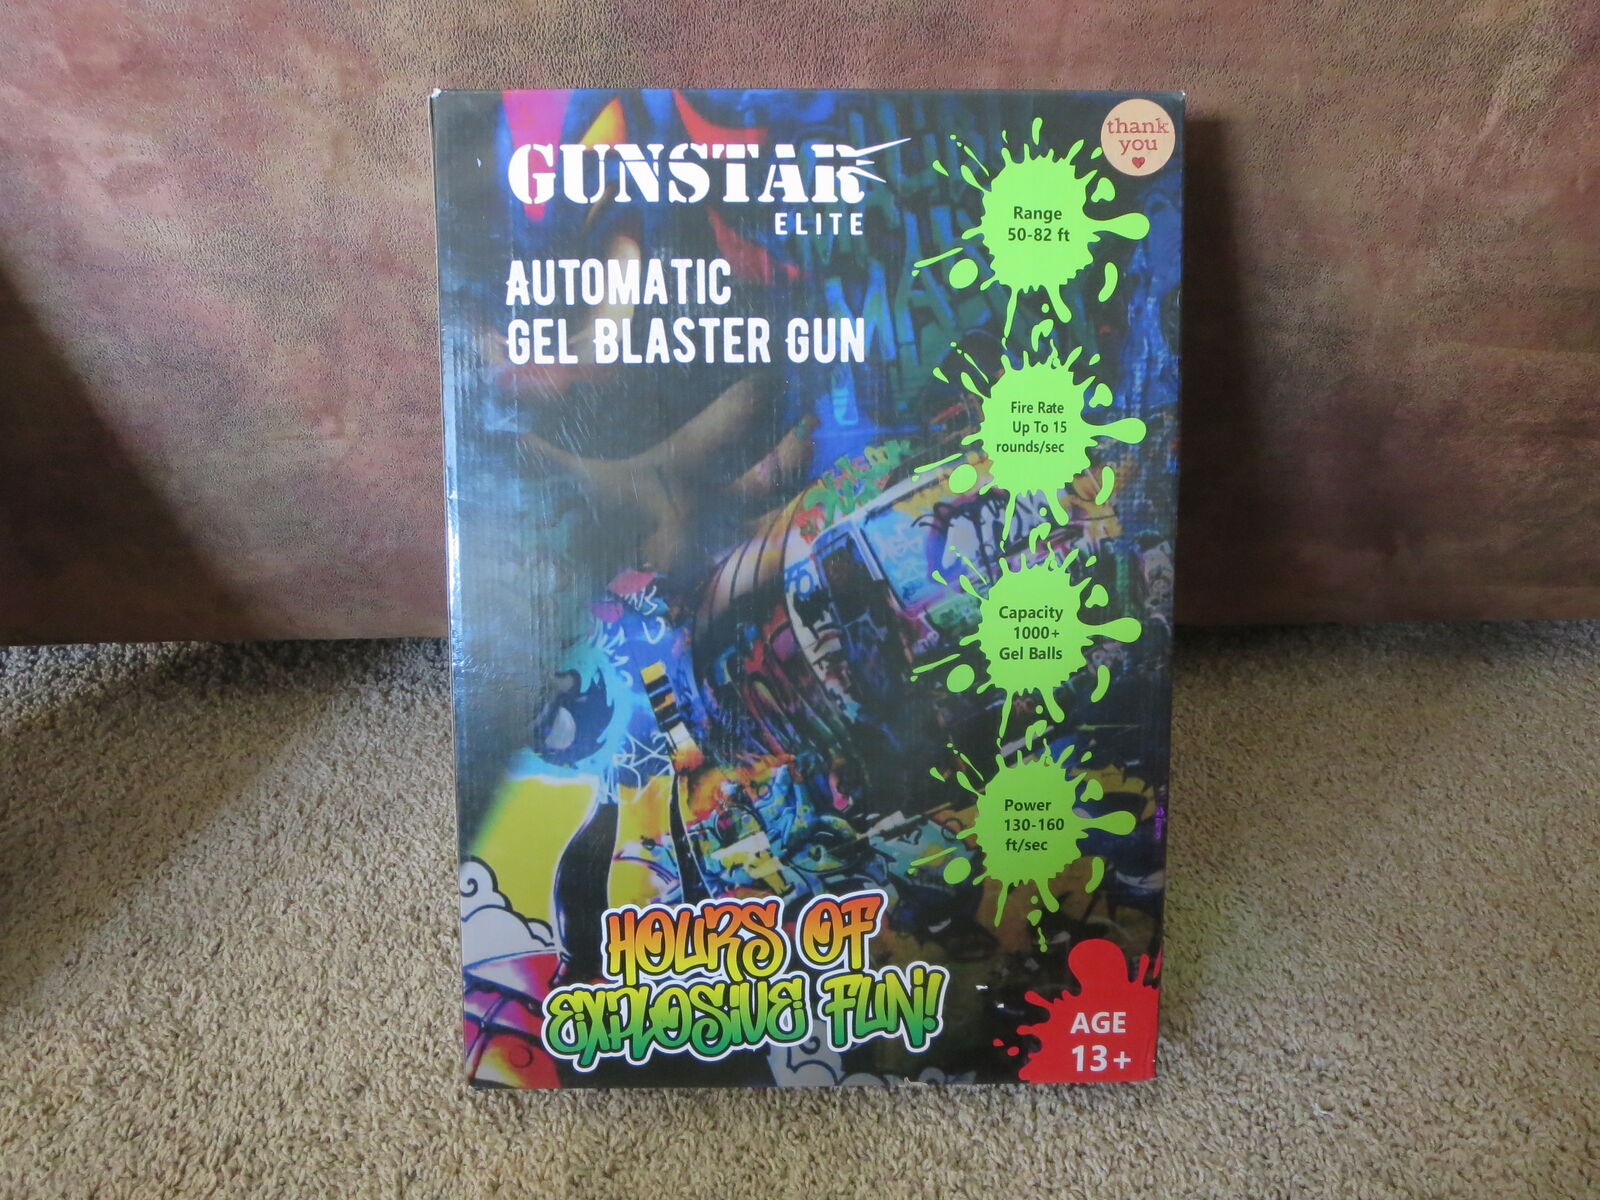 GUNSTAR
ELITE
AUTOMATIC
GEL BLASTER GUN
thank
you
Range
50-82 ft
Fire Rate
Up To 15
rounds/sec
Capacity
1000+
Gel Balls
Power
130-160
ft/sec
HOURS OF
EXPLOSIVE FUN!
AGE
13+